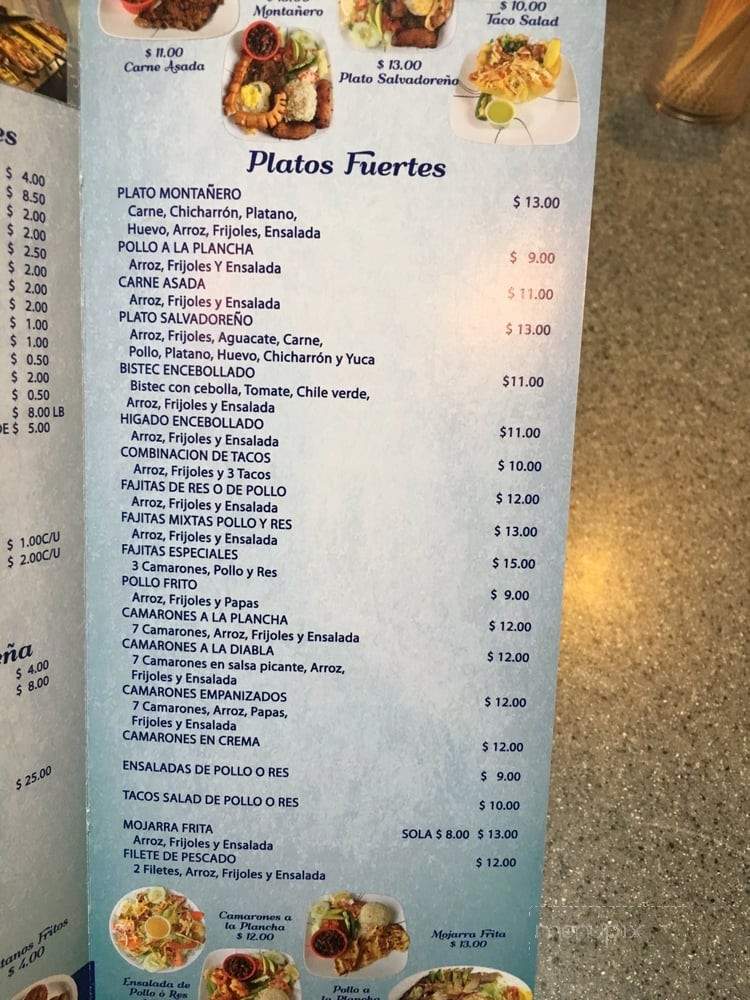 es
$ 4.00
$ 8.50
$ 2.00
$ 2.00
$ 2.50
$ 2.00
$ 2.00
$ 2.00
$ 1.00
$ 1.00
$ 0.50
$ 2.00
$ 0.50
$ 8.00 LB
DE $ 5.00
$ 1.00C/U
$ 2.00C/U
eña
$ 4.00
$ 8.00
$ 25.00
tanos Fritos
$ 4.00
$ 11.00
Carne Asada
Montañero
$ 13.00
Plato Salvadoreño
$ 10.00
Taco Salad
Platos Fuertes
PLATO MONTAÑERO $ 13.00
Carne, Chicharrón, Platano,
Huevo, Arroz, Frijoles, Ensalada
POLLO A LA PLANCHA $ 9.00
Arroz, Frijoles Y Ensalada
CARNE ASADA $ 11.00
Arroz, Frijoles y Ensalada
PLATO SALVADOREÑO $ 13.00
Arroz, Frijoles, Aguacate, Carne,
Pollo, Platano, Huevo, Chicharrón y Yuca
BISTEC ENCEBOLLADO $11.00
Bistec con cebolla, Tomate, Chile verde,
Arroz, Frijoles y Ensalada
HIGADO ENCEBOLLADO $11.00
Arroz, Frijoles y Ensalada
COMBINACION DE TACOS $ 10.00
Arroz, Frijoles y 3 Tacos
FAJITAS DE RES O DE POLLO $ 12.00
Arroz, Frijoles y Ensalada
FAJITAS MIXTAS POLLO Y RES $ 13.00
Arroz, Frijoles y Ensalada
FAJITAS ESPECIALES $ 15.00
3 Camarones, Pollo y Res
POLLO FRITO $ 9.00
Arroz, Frijoles y Papas
CAMARONES A LA PLANCHA $ 12.00
7 Camarones, Arroz, Frijoles y Ensalada
CAMARONES A LA DIABLA $ 12.00
7 Camarones en salsa picante, Arroz,
Frijoles y Ensalada
CAMARONES EMPANIZADOS $ 12.00
7 Camarones, Arroz, Papas,
Frijoles y Ensalada
CAMARONES EN CREMA $ 12.00
ENSALADAS DE POLLO O RES $ 9.00
TACOS SALAD DE POLLO O RES $ 10.00
MOJARRA FRITA SOLA $ 8.00 $ 13.00
Arroz, Frijoles y Ensalada
FILETE DE PESCADO $ 12.00
2 Filetes, Arroz, Frijoles y Ensalada
Camarones a
la Plancha
$ 12.00
Mojarra Frita
$ 13.00
Ensalada de
Pollo ó Res
Pollo a
la Plancha
menupix